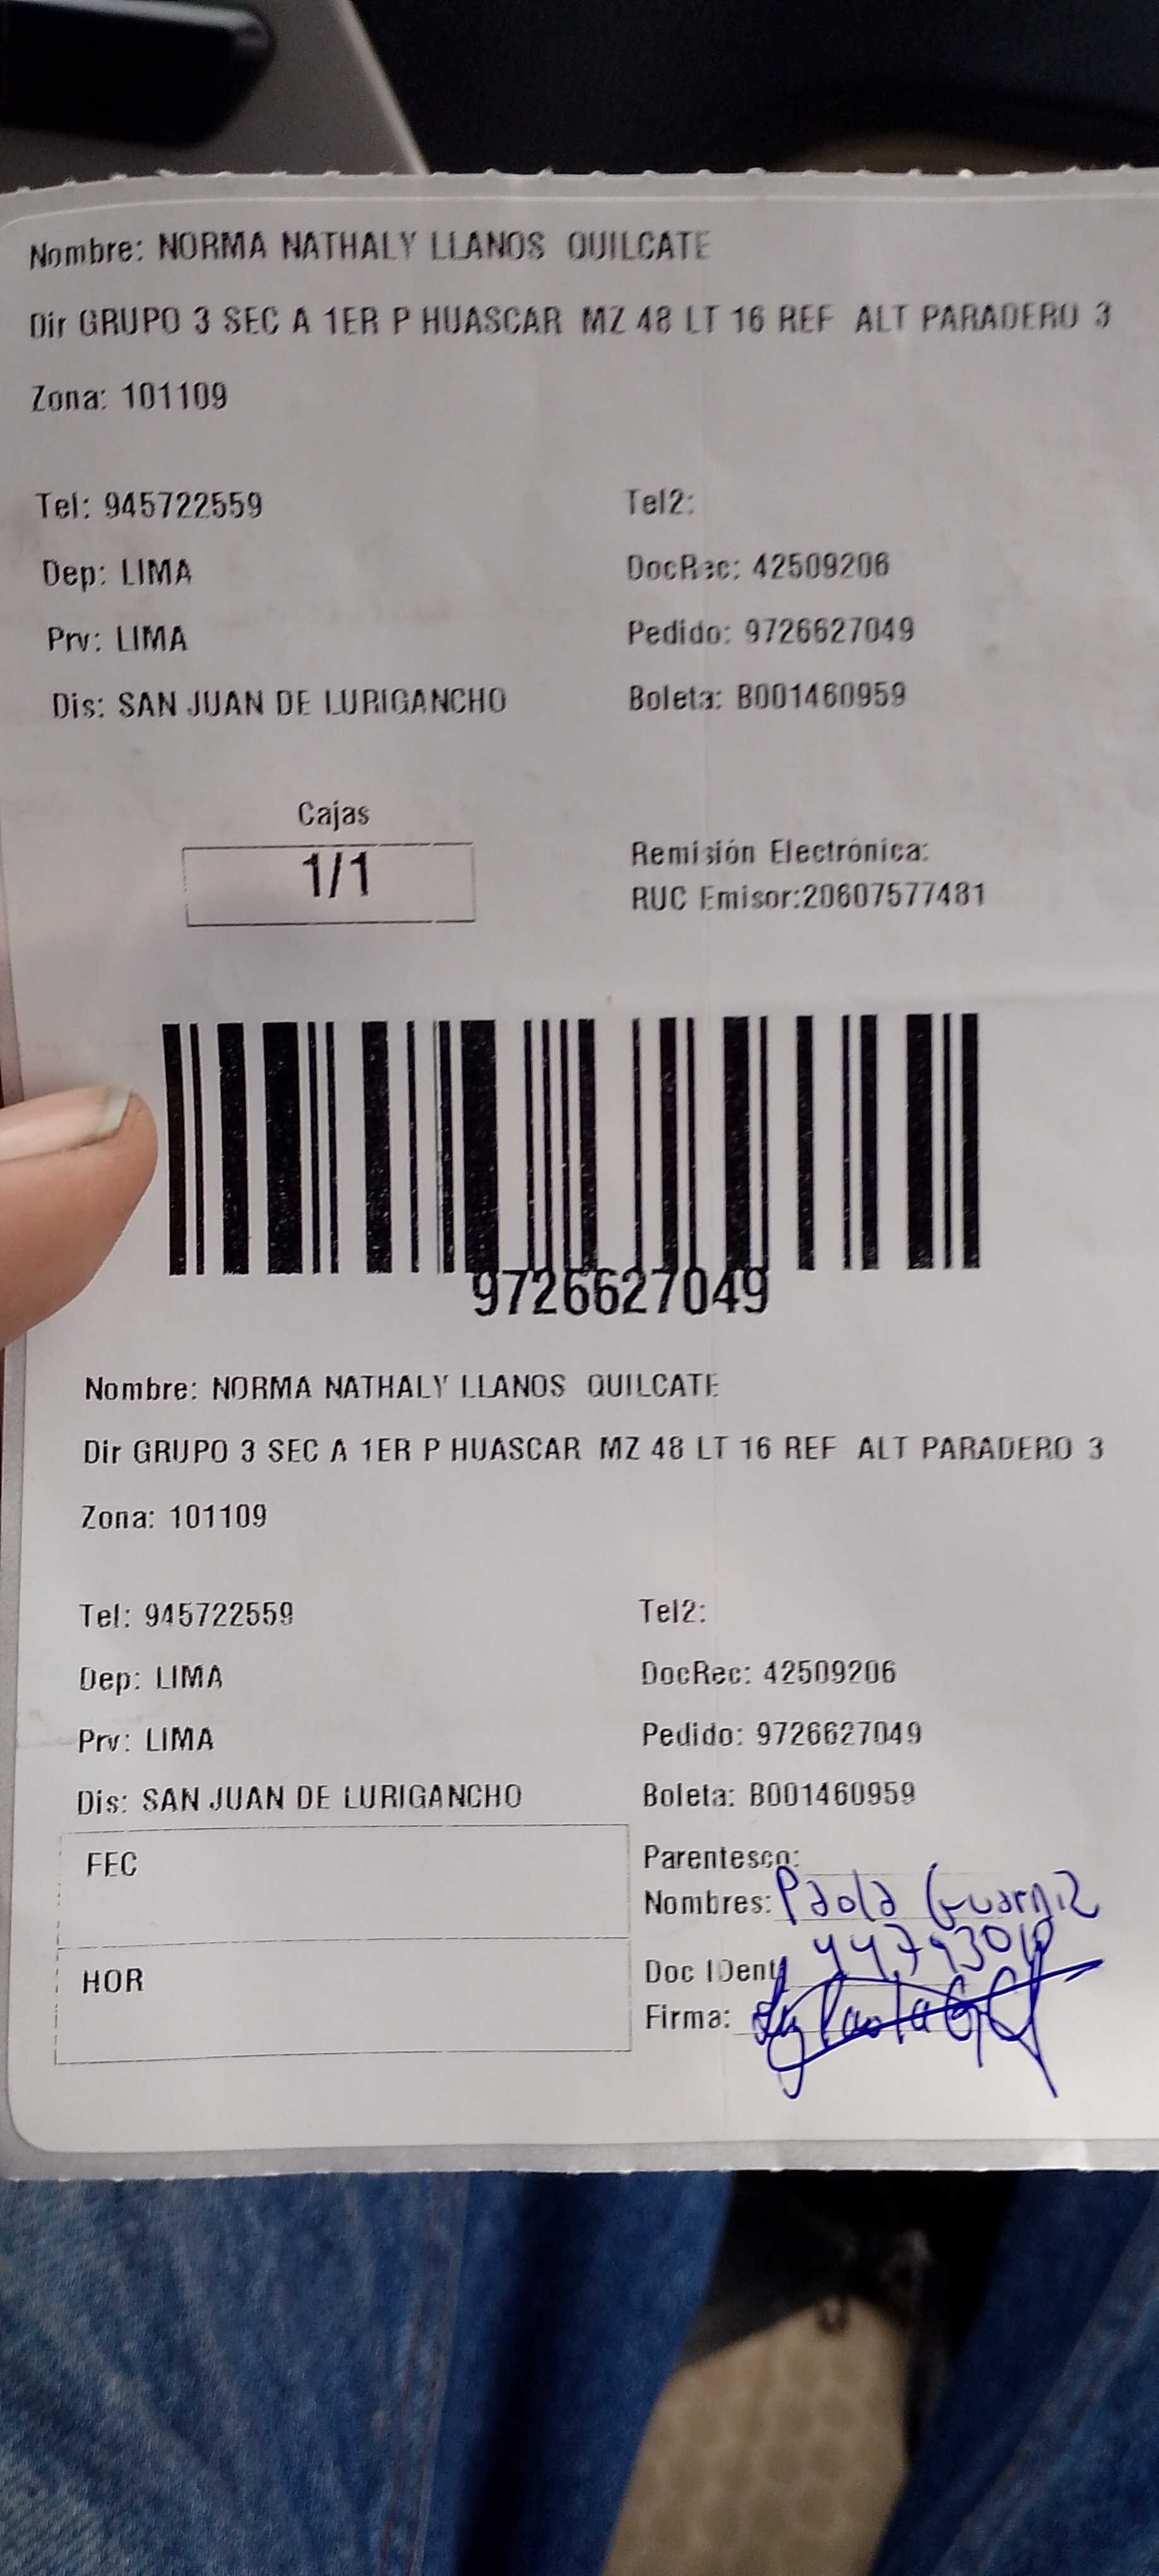 Nombre: NORMA NATHALY LLANOS QUILCATE
Dir GRUPO 3 SEC A 1ER P HUASCAR MZ 48 LT 16 REF ALT PARADERO 3
Zona: 101109
Tel: 945722559 Tel2:
Dep: LIMA DocRec: 42509206
Prv: LIMA Pedido: 9726627049
Dis: SAN JUAN DE LURIGANCHO Boleta: B001460959
Cajas
1/1
Remisión Electrónica:
RUC Emisor:20607577481
9726627049
Nombre: NORMA NATHALY LLANOS QUILCATE
Dir GRUPO 3 SEC A 1ER P HUASCAR MZ 48 LT 16 REF ALT PARADERO 3
Zona: 101109
Tel: 945722559 Tel2:
Dep: LIMA DocRec: 42509206
Prv: LIMA Pedido: 9726627049
Dis: SAN JUAN DE LURIGANCHO Boleta: B001460959
FEC
Parentesco:
Nombres: Paola
HOR
Doc IDent
Firma: